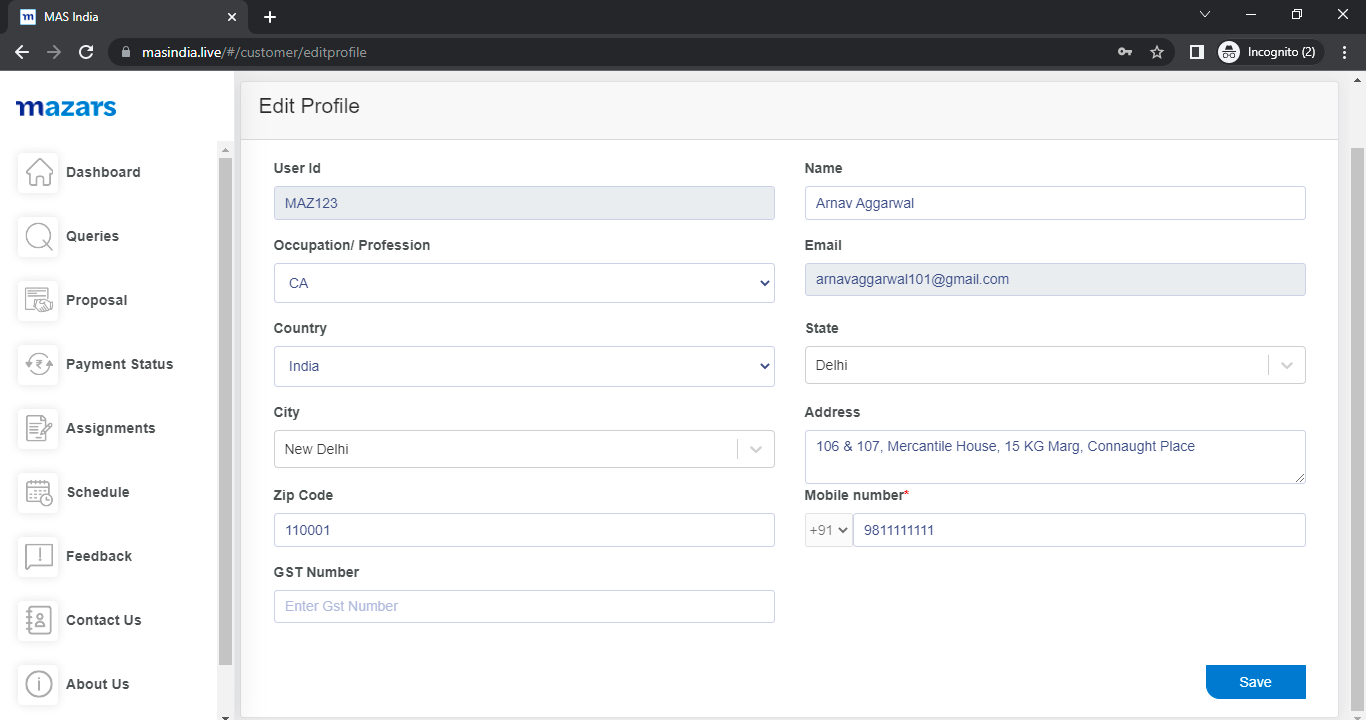 MAS India
masindia.live/#/customer/editprofile
Incognito (2)
mazars
Dashboard
Queries
Proposal
Payment Status
Assignments
Schedule
Feedback
Contact Us
About Us
Edit Profile
User Id
MAZ123
Name
Arnav Aggarwal
Occupation/ Profession
CA
Email
arnavaggarwal101@gmail.com
Country
India
State
Delhi
City
New Delhi
Address
106 & 107, Mercantile House, 15 KG Marg, Connaught Place
Zip Code
110001
Mobile number*
+91 9811111111
GST Number
Enter Gst Number
Save